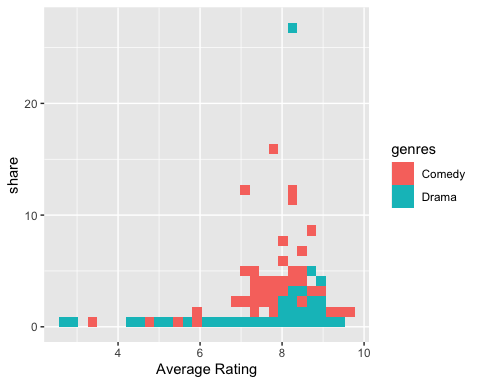 20
10
0
share
4 6 8 10
Average Rating
genres
Comedy
Drama